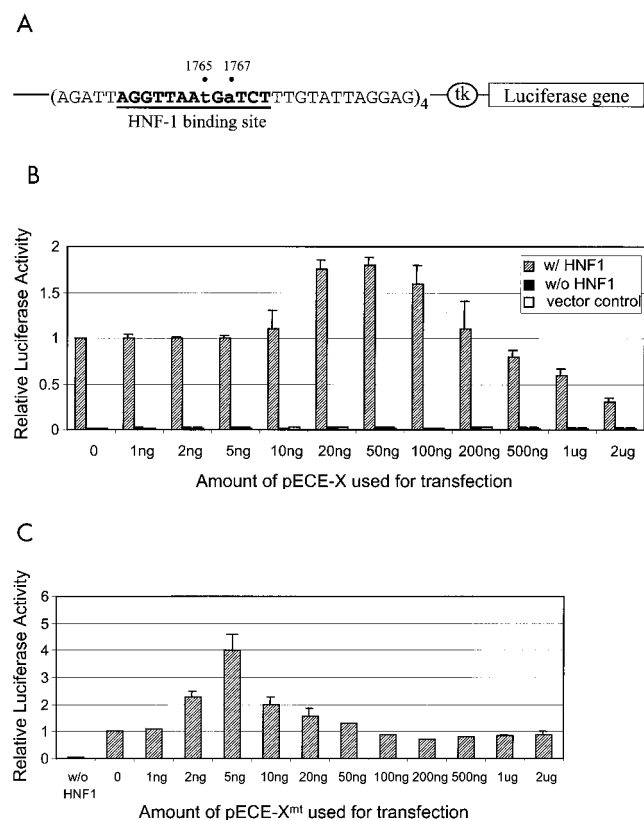 A
1765 1767
(AGATTAGGTTAAtGaTCTTTGTATTAGGAG)4 tk Luciferase gene
HNF-1 binding site
B
Relative Luciferase Activity
2
1.5
1
0.5
0
w/ HNF1
w/o HNF1
vector control
0 1ng 2ng 5ng 10ng 20ng 50ng 100ng 200ng 500ng 1ug 2ug
Amount of pECE-X used for transfection
C
Relative Luciferase Activity
6
5
4
3
2
1
0
w/o HNF1 0 1ng 2ng 5ng 10ng 20ng 50ng 100ng 200ng 500ng 1ug 2ug
Amount of pECE-Xmt used for transfection